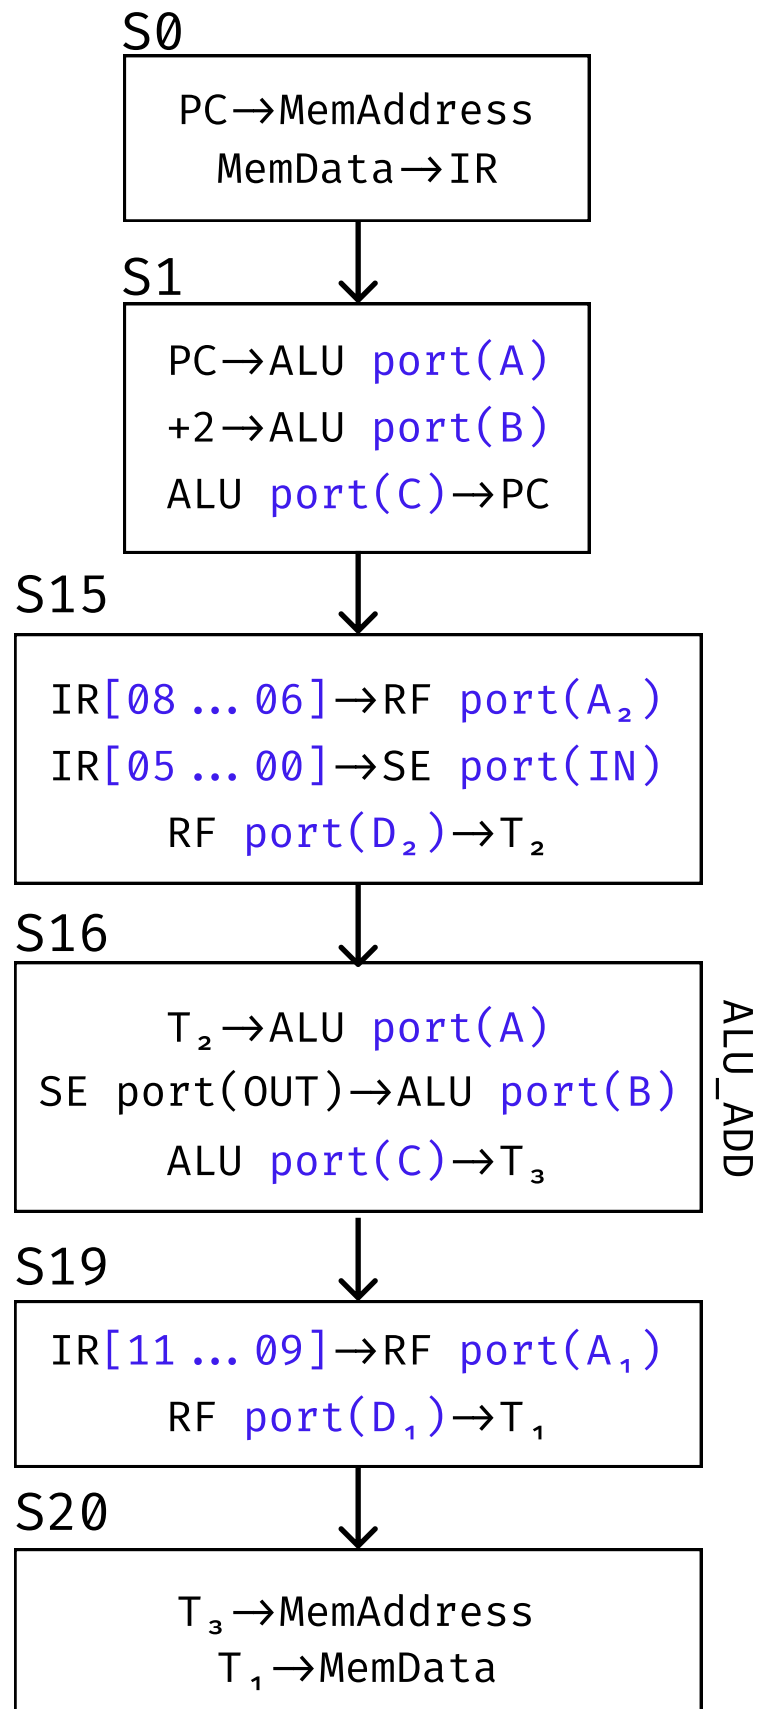 S0
PC→MemAddress
MemData→IR
S1
PC→ALU port(A)
+2→ALU port(B)
ALU port(C)→PC
S15
IR[08...06]→RF port(A₂)
IR[05...00]→SE port(IN)
RF port(D₂)→T₂
S16
T₂→ALU port(A)
SE port(OUT)→ALU port(B)
ALU port(C)→T₃
ALU_ADD
S19
IR[11...09]→RF port(A₁)
RF port(D₁)→T₁
S20
T₃→MemAddress
T₁→MemData